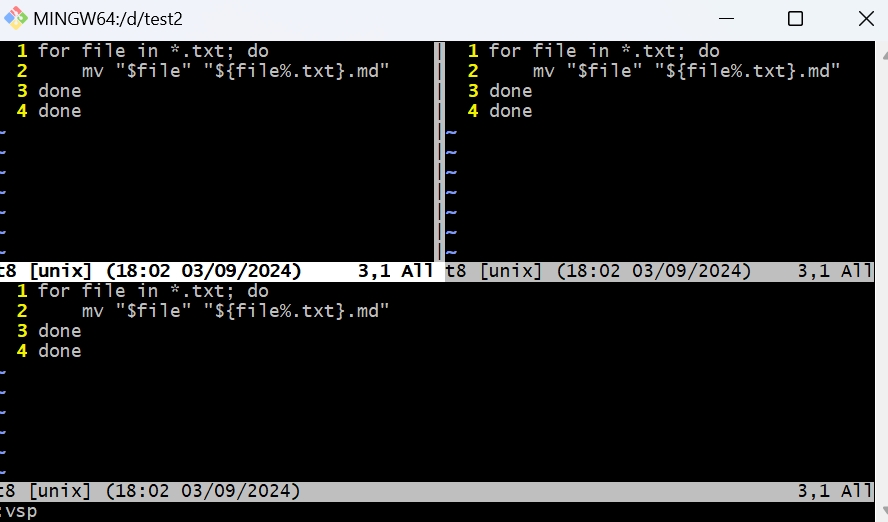 MINGW64:/d/test2
1 for file in *.txt; do
2     mv "$file" "${file%.txt}.md"
3 done
4 done
~
~
~
~
~
~
~
t8 [unix] (18:02 03/09/2024) 3,1 All
1 for file in *.txt; do
2     mv "$file" "${file%.txt}.md"
3 done
4 done
~
~
~
~
~
~
~
t8 [unix] (18:02 03/09/2024) 3,1 All
1 for file in *.txt; do
2     mv "$file" "${file%.txt}.md"
3 done
4 done
~
~
~
~
~
~
t8 [unix] (18:02 03/09/2024) 3,1 All
:vsp